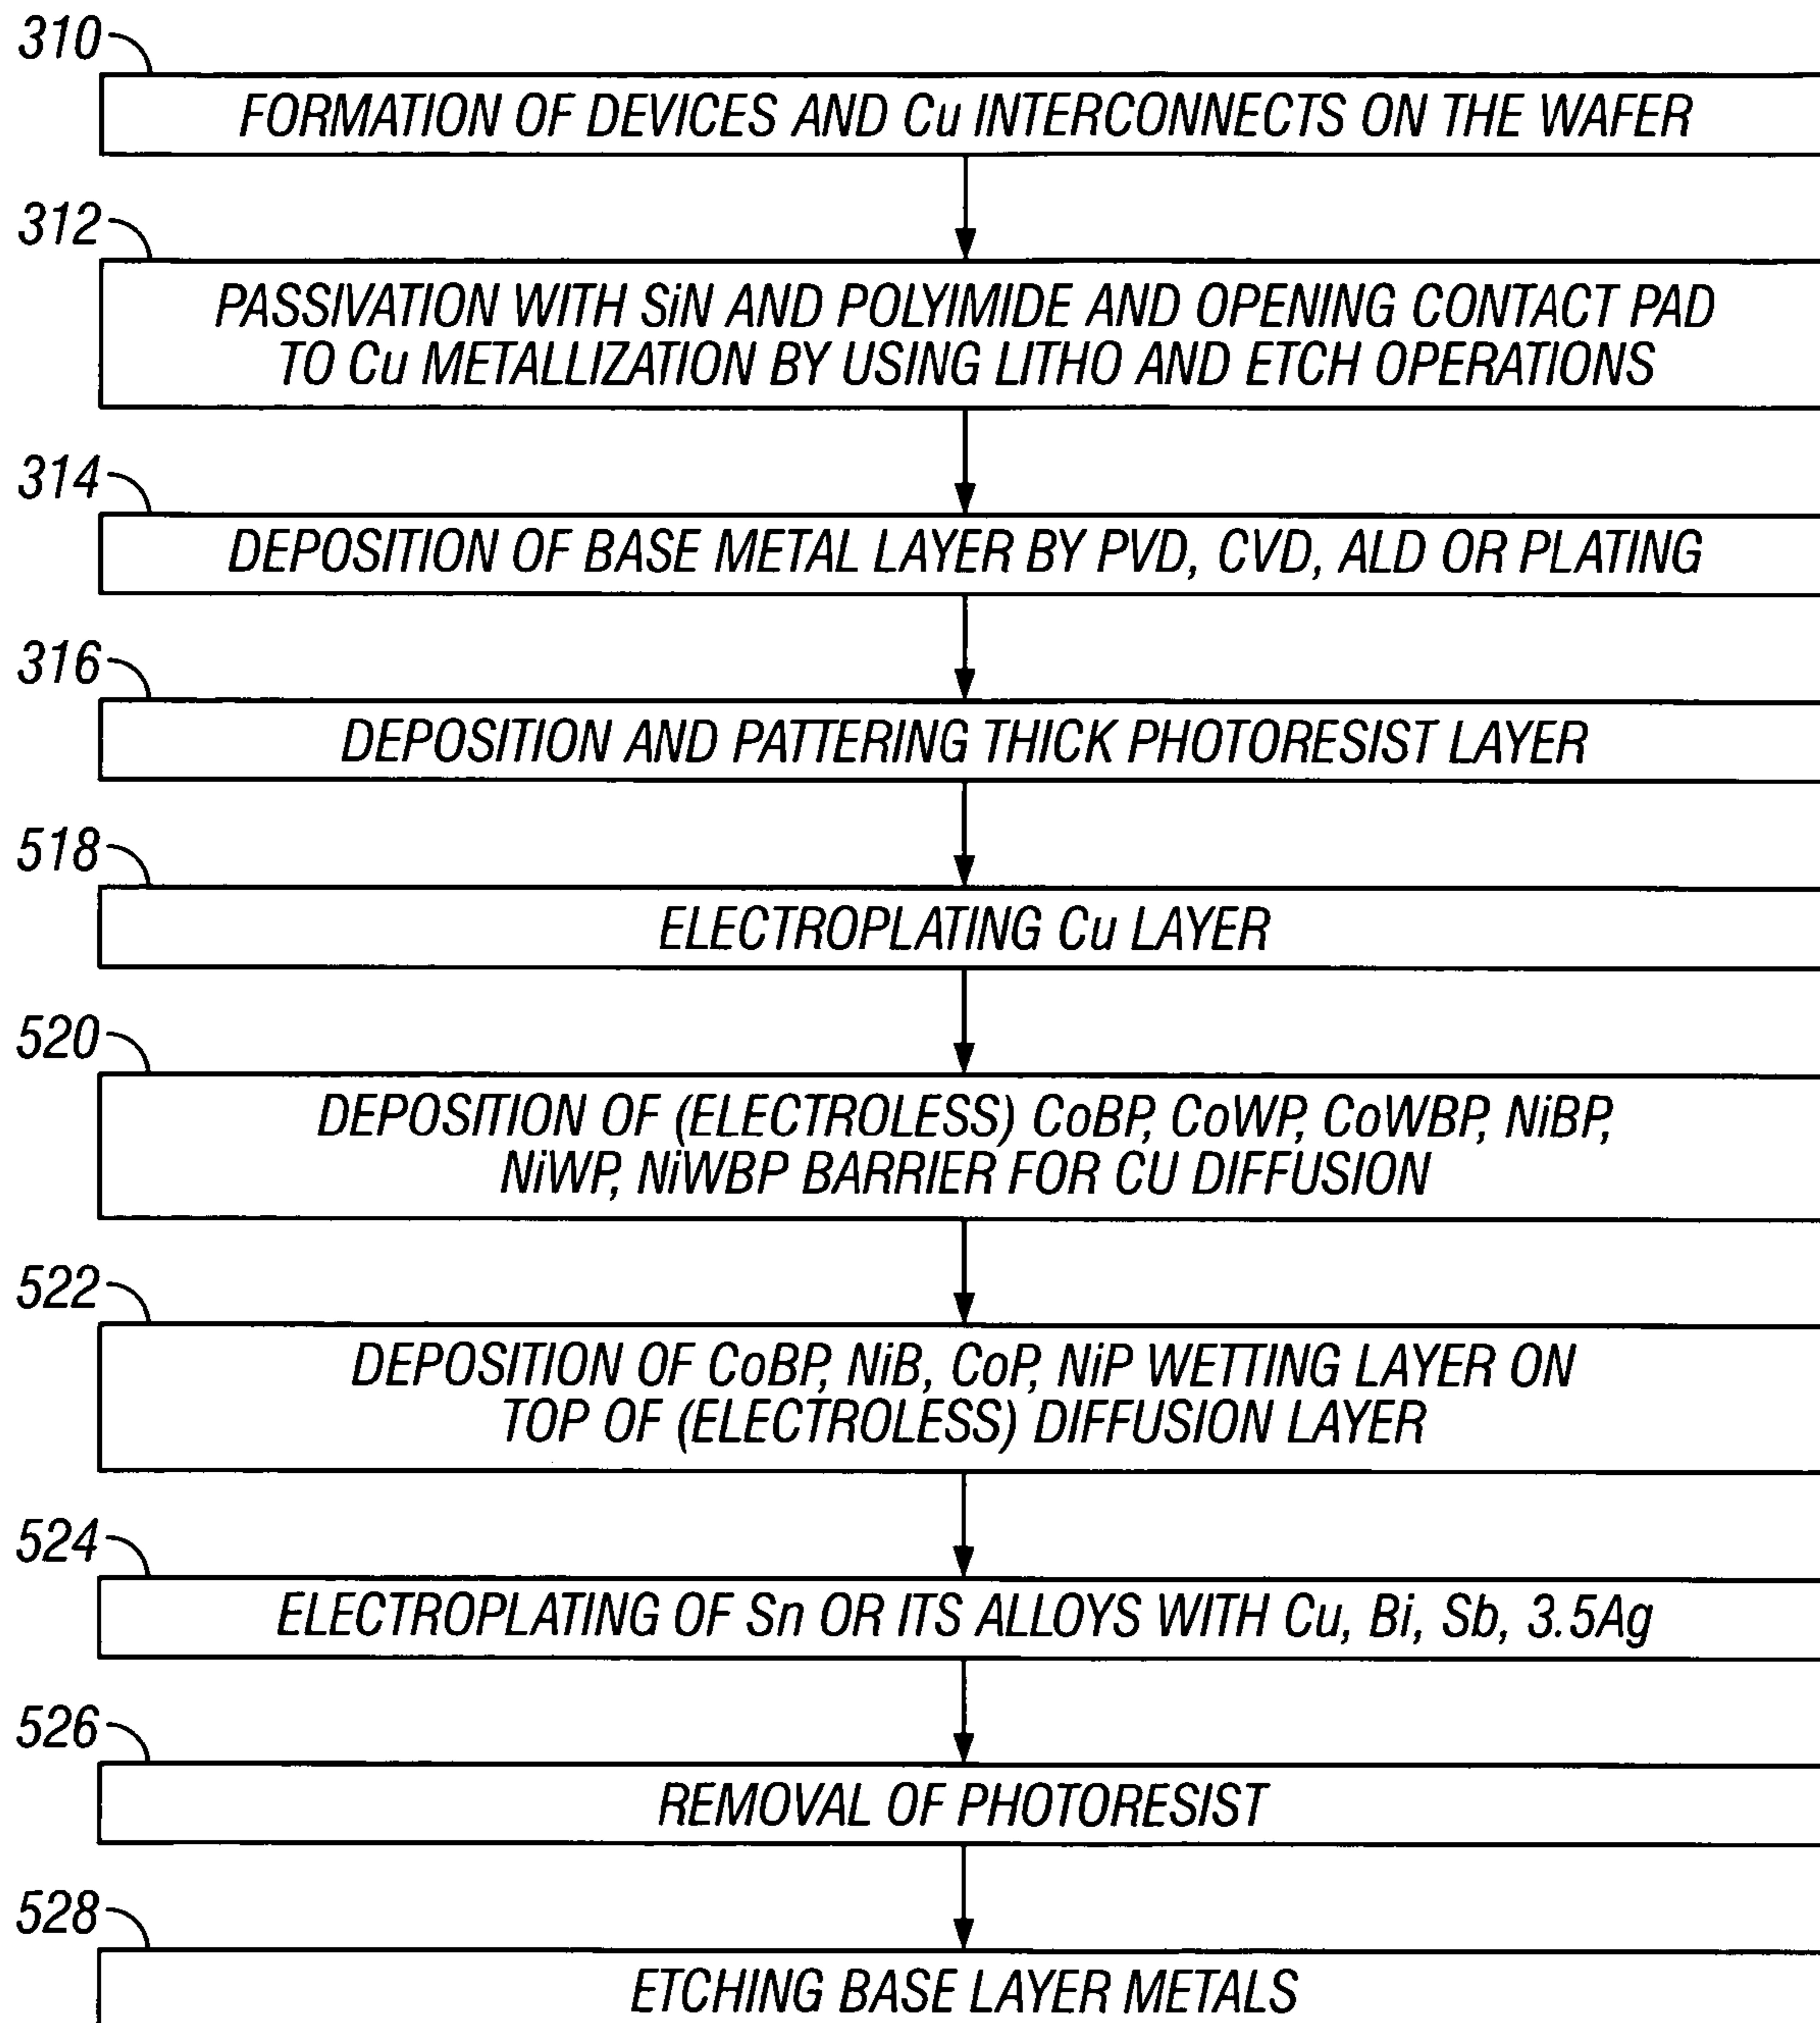 310
FORMATION OF DEVICES AND Cu INTERCONNECTS ON THE WAFER
312
PASSIVATION WITH SiN AND POLYIMIDE AND OPENING CONTACT PAD
TO Cu METALLIZATION BY USING LITHO AND ETCH OPERATIONS
314
DEPOSITION OF BASE METAL LAYER BY PVD, CVD, ALD OR PLATING
316
DEPOSITION AND PATTERING THICK PHOTORESIST LAYER
518
ELECTROPLATING Cu LAYER
520
DEPOSITION OF (ELECTROLESS) CoBP, CoWP, CoWBP, NiBP,
NiWP, NiWBP BARRIER FOR CU DIFFUSION
522
DEPOSITION OF CoBP, NiB, CoP, NiP WETTING LAYER ON
TOP OF (ELECTROLESS) DIFFUSION LAYER
524
ELECTROPLATING OF Sn OR ITS ALLOYS WITH Cu, Bi, Sb, 3.5Ag
526
REMOVAL OF PHOTORESIST
528
ETCHING BASE LAYER METALS